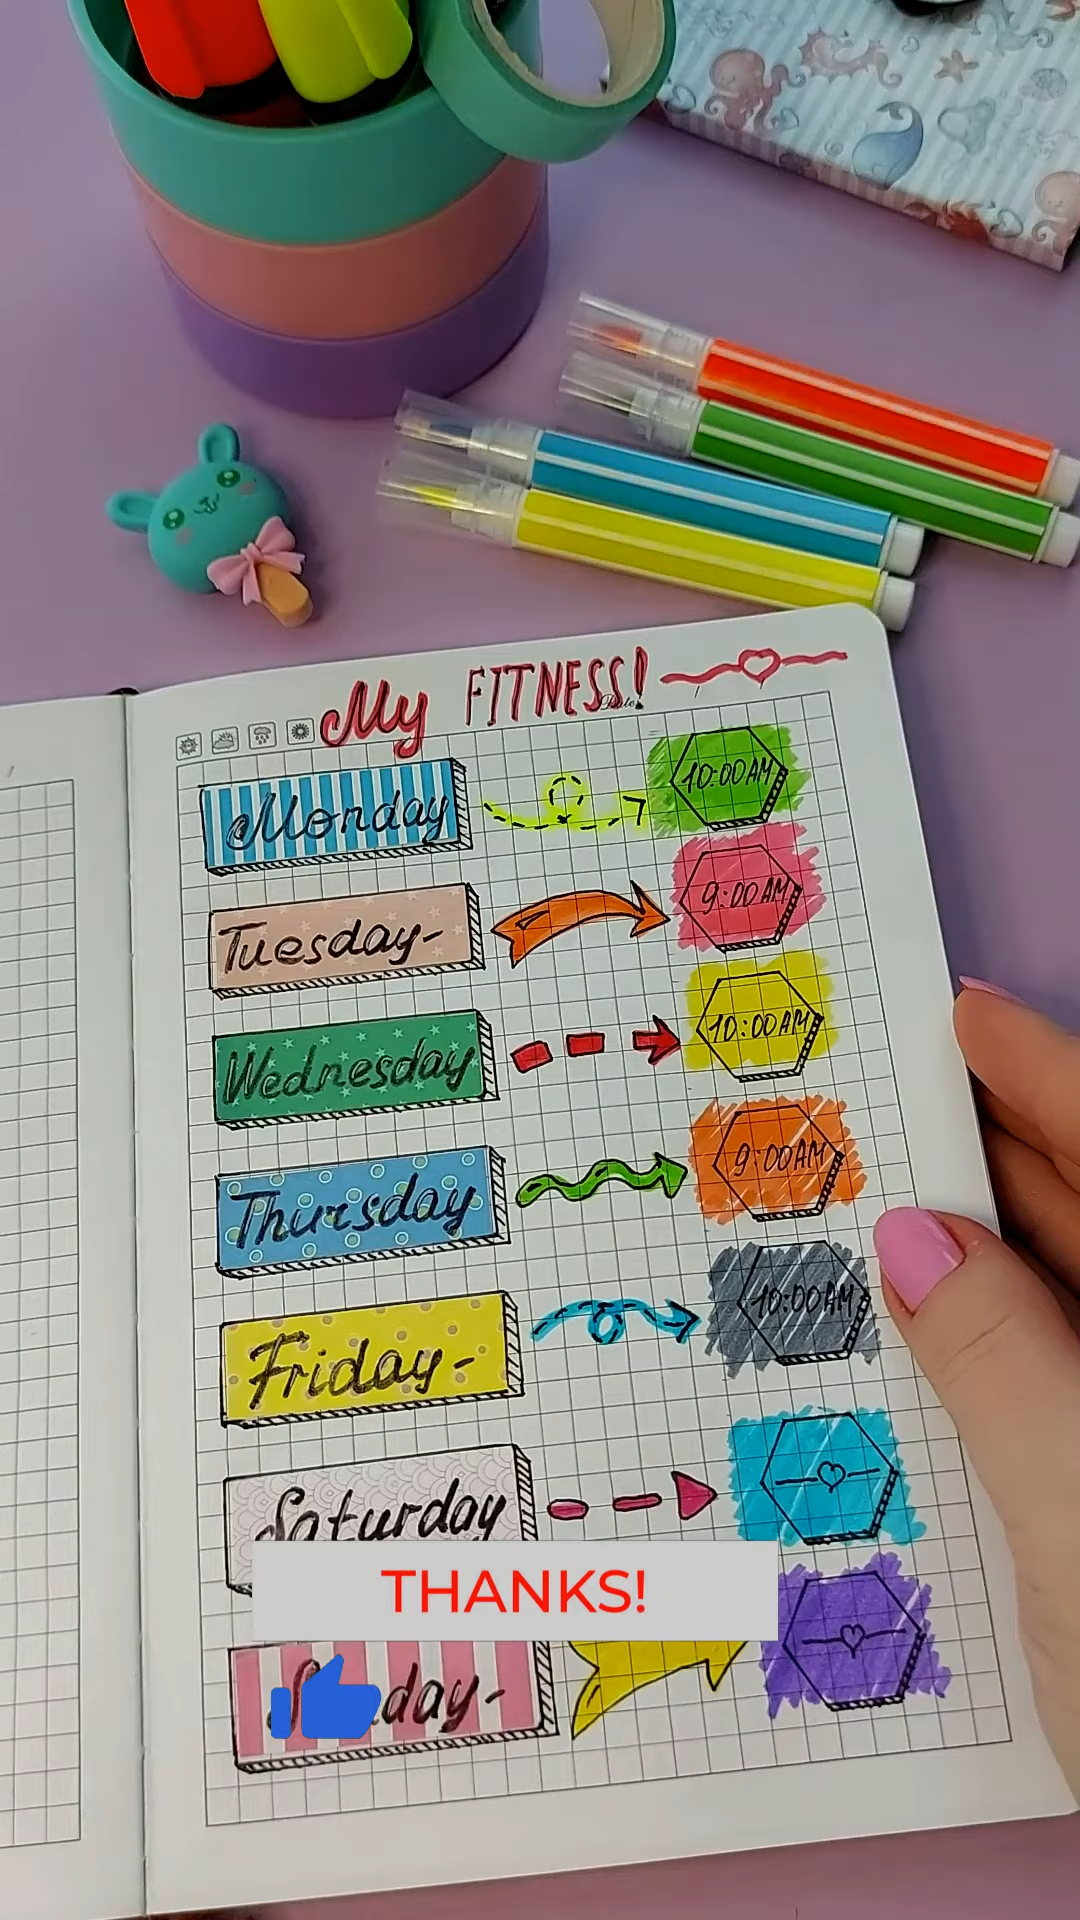 My FITNESS!
Date:
Monday 10:00AM
Tuesday- 9:00AM
Wednesday 10:00AM
Thursday 9:00AM
Friday- 10:00AM
Saturday
THANKS!